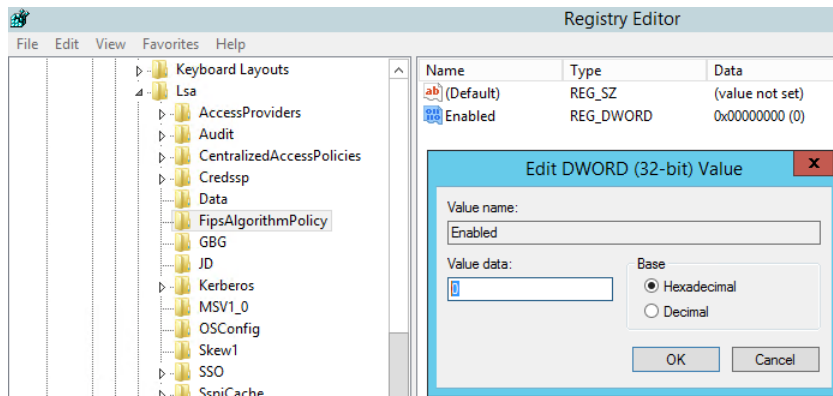 Registry Editor
File Edit View Favorites Help
Keyboard Layouts
Lsa
AccessProviders
Audit
CentralizedAccessPolicies
Credssp
Data
FipsAlgorithmPolicy
GBG
JD
Kerberos
MSV1_0
OSConfig
Skew1
SSO
SspiCache
Name Type Data
ab (Default) REG_SZ (value not set)
Enabled REG_DWORD 0x00000000 (0)
Edit DWORD (32-bit) Value x
Value name:
Enabled
Value data: Base
0 Hexadecimal
Decimal
OK Cancel